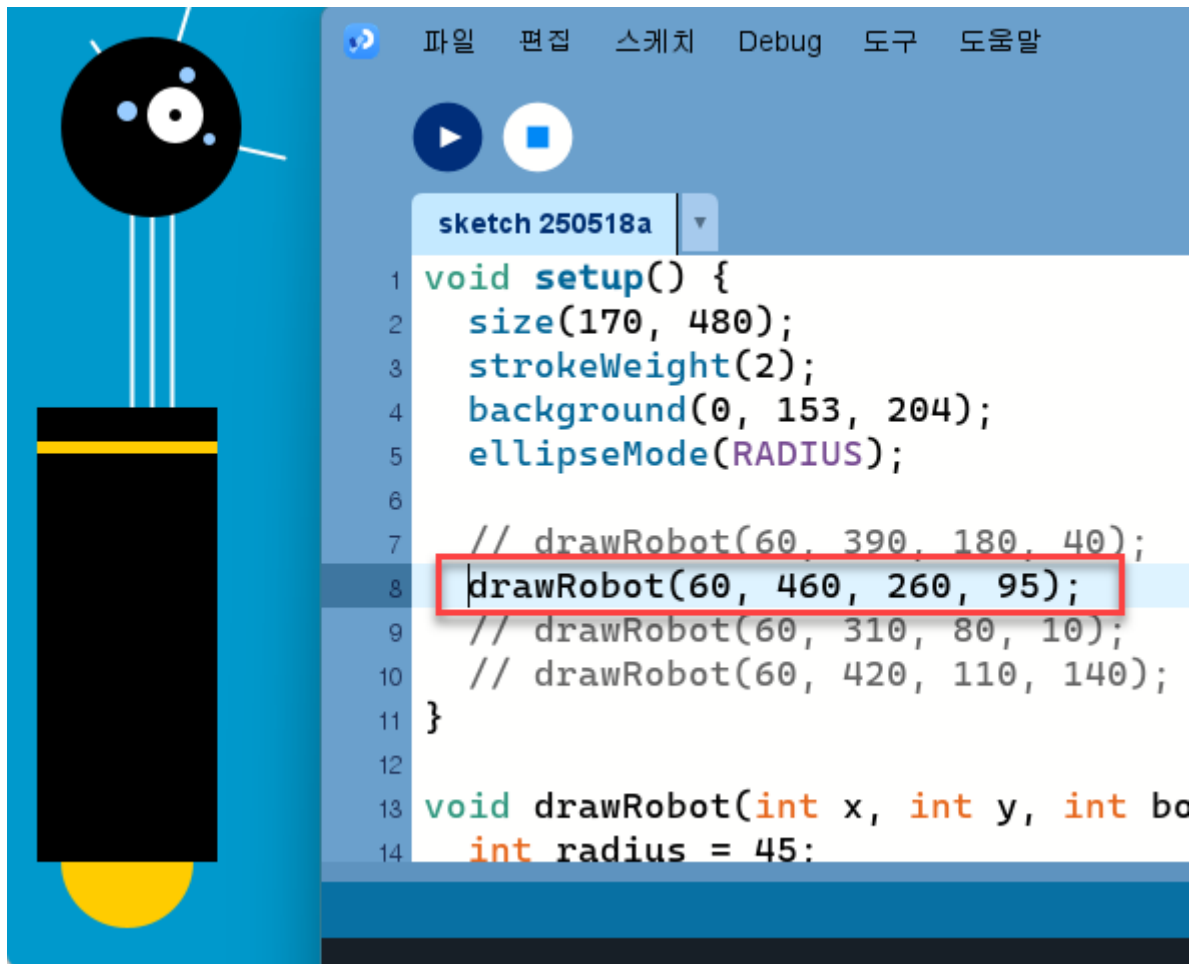 파일 편집 스케치 Debug 도구 도움말
sketch 250518a ▼
1 void setup() {
2 size(170, 480);
3 strokeWeight(2);
4 background(0, 153, 204);
5 ellipseMode(RADIUS);
6
7 // drawRobot(60, 390, 180, 40);
8 drawRobot(60, 460, 260, 95);
9 // drawRobot(60, 310, 80, 10);
10 // drawRobot(60, 420, 110, 140);
11 }
12
13 void drawRobot(int x, int y, int bo
14 int radius = 45;